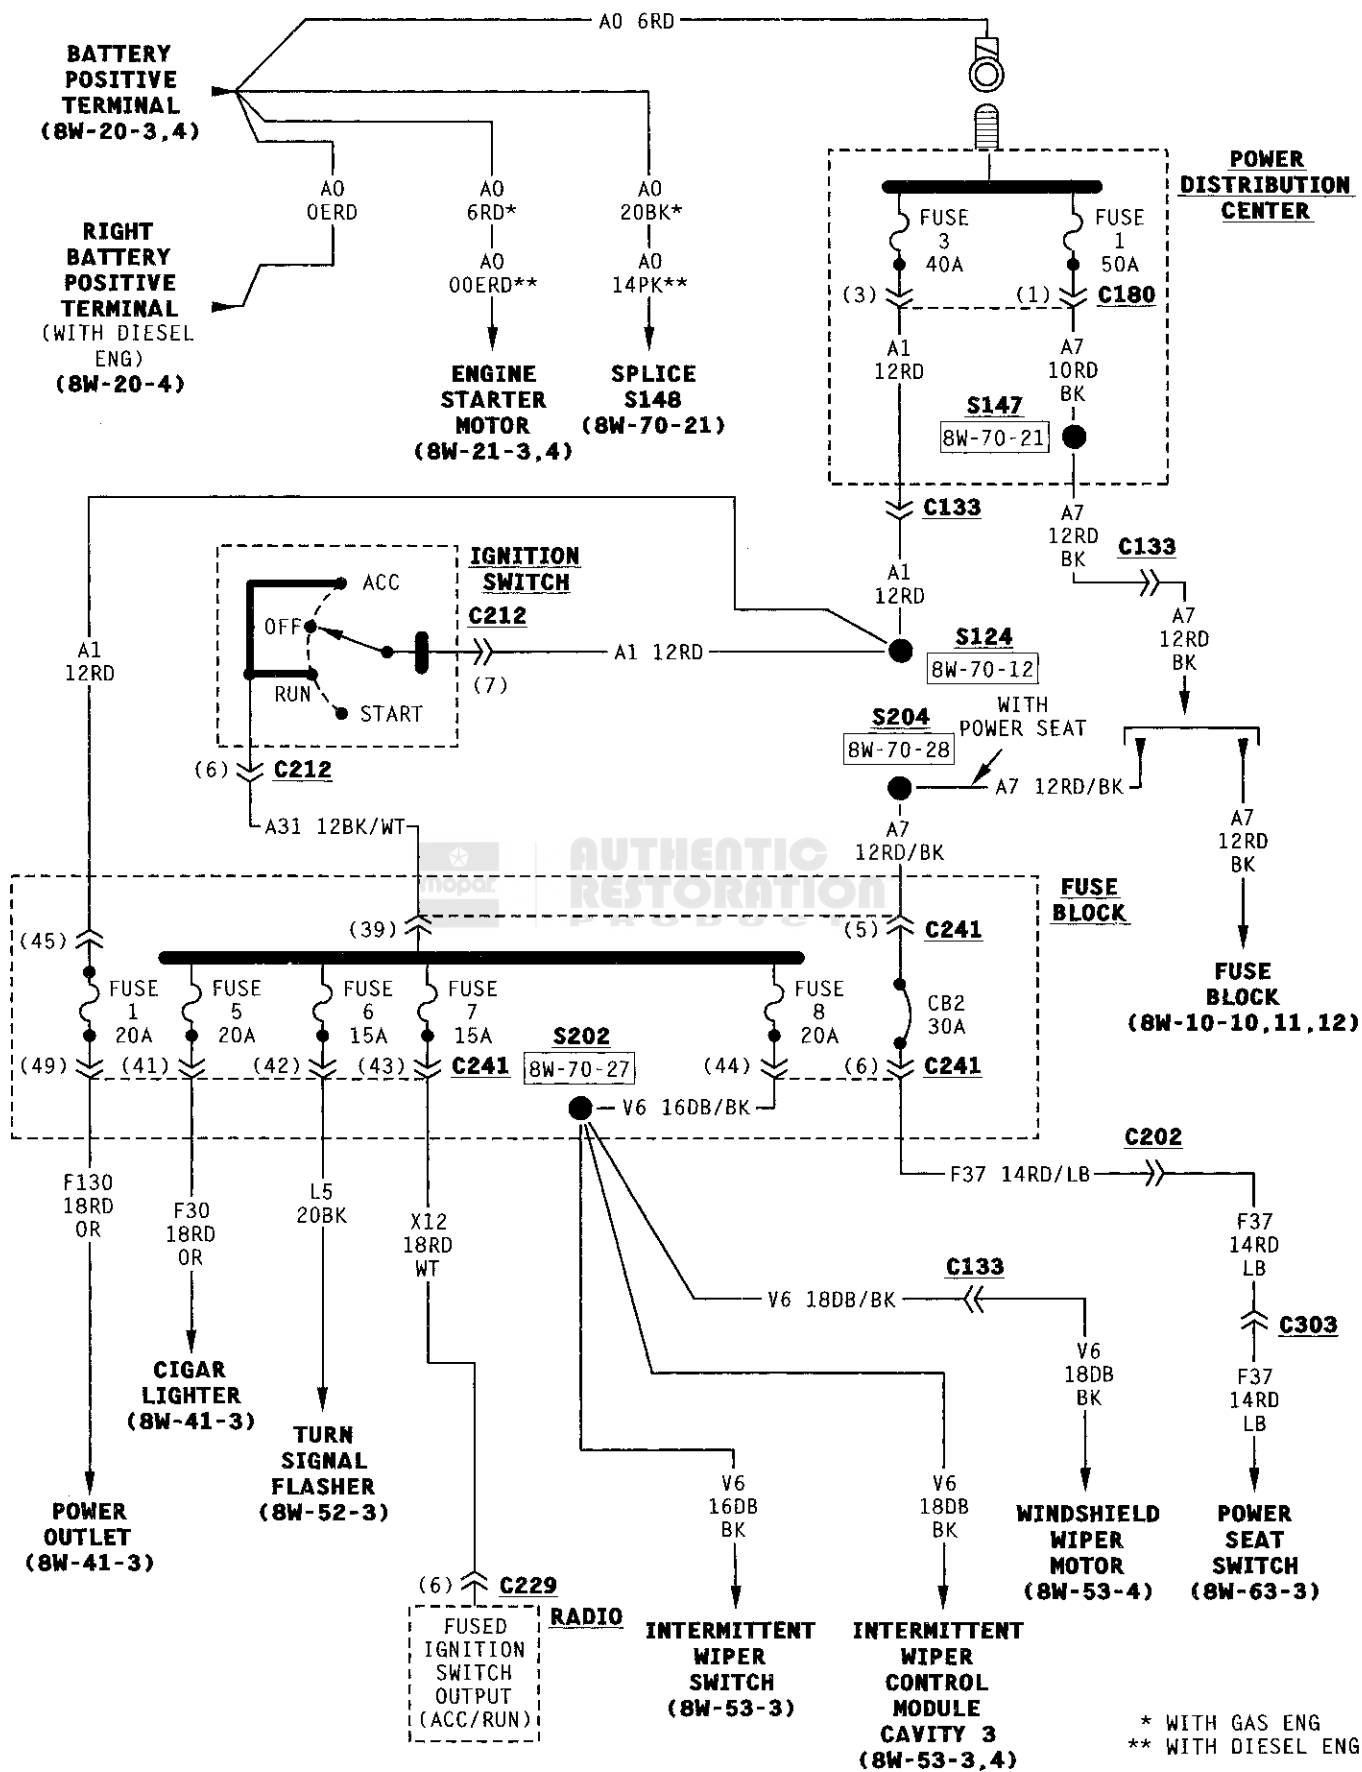 A0 6RD
BATTERY
POSITIVE
TERMINAL
(8W-20-3,4)
A0
0ERD
A0
6RD*
A0
00ERD**
A0
20BK*
A0
14PK**
RIGHT
BATTERY
POSITIVE
TERMINAL
(WITH DIESEL
ENG)
(8W-20-4)
ENGINE
STARTER
MOTOR
(8W-21-3,4)
SPLICE
S148
(8W-70-21)
POWER
DISTRIBUTION
CENTER
FUSE
3
40A
FUSE
1
50A
(3)
(1)
C180
A1
12RD
A7
10RD
BK
S147
8W-70-21
C133
A7
12RD
BK
C133
A1
12RD
A7
12RD
BK
IGNITION
SWITCH
ACC
OFF
RUN
START
C212
(7)
A1 12RD
S124
8W-70-12
A1
12RD
WITH
POWER SEAT
S204
8W-70-28
A7 12RD/BK
(6)
C212
A31 12BK/WT
A7
12RD/BK
A7
12RD
BK
mopar
AUTHENTIC
RESTORATION
PRODUCT
FUSE
BLOCK
(45)
(39)
(5)
C241
FUSE
1
20A
FUSE
5
20A
FUSE
6
15A
FUSE
7
15A
FUSE
8
20A
CB2
30A
FUSE
BLOCK
(8W-10-10,11,12)
S202
8W-70-27
(49)
(41)
(42)
(43)
C241
(44)
(6)
C241
V6 16DB/BK
C202
F37 14RD/LB
F130
18RD
OR
F30
18RD
OR
L5
20BK
X12
18RD
WT
F37
14RD
LB
C133
V6 18DB/BK
C303
V6
18DB
BK
F37
14RD
LB
CIGAR
LIGHTER
(8W-41-3)
TURN
SIGNAL
FLASHER
(8W-52-3)
POWER
OUTLET
(8W-41-3)
V6
16DB
BK
V6
18DB
BK
WINDSHIELD
WIPER
MOTOR
(8W-53-4)
POWER
SEAT
SWITCH
(8W-63-3)
(6)
C229
RADIO
FUSED
IGNITION
SWITCH
OUTPUT
(ACC/RUN)
INTERMITTENT
WIPER
SWITCH
(8W-53-3)
INTERMITTENT
WIPER
CONTROL
MODULE
CAVITY 3
(8W-53-3,4)
* WITH GAS ENG
** WITH DIESEL ENG